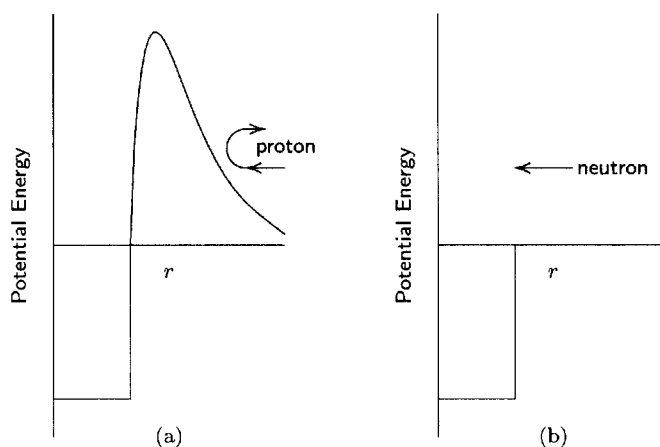 Potential Energy
proton
r
(a)
Potential Energy
neutron
r
(b)